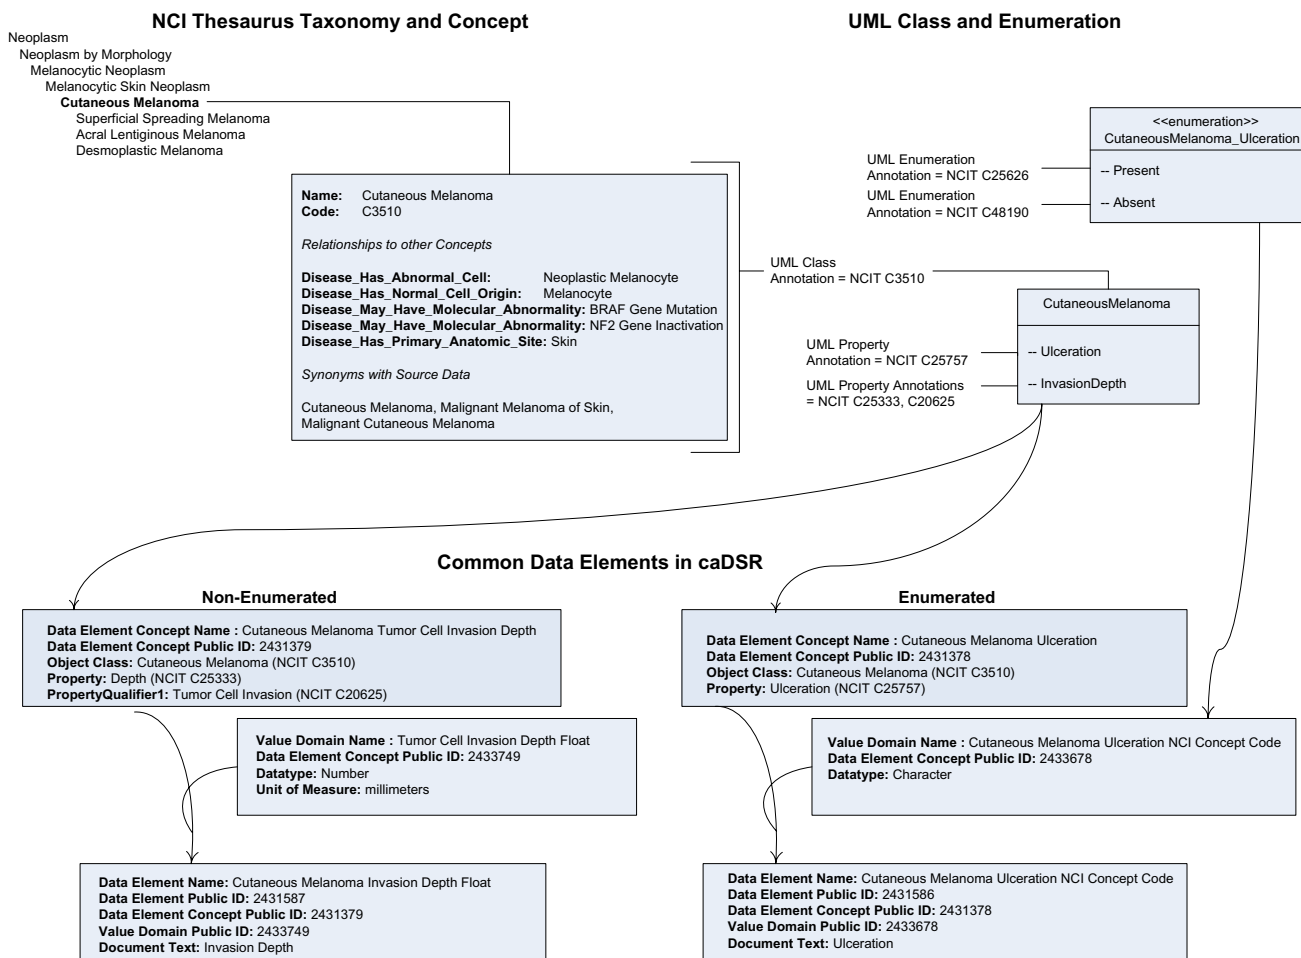 NCI Thesaurus Taxonomy and Concept
Neoplasm
Neoplasm by Morphology
Melanocytic Neoplasm
Melanocytic Skin Neoplasm
Cutaneous Melanoma
Superficial Spreading Melanoma
Acral Lentiginous Melanoma
Desmoplastic Melanoma
Name: Cutaneous Melanoma
Code: C3510
Relationships to other Concepts
Disease_Has_Abnormal_Cell: Neoplastic Melanocyte
Disease_Has_Normal_Cell_Origin: Melanocyte
Disease_May_Have_Molecular_Abnormality: BRAF Gene Mutation
Disease_May_Have_Molecular_Abnormality: NF2 Gene Inactivation
Disease_Has_Primary_Anatomic_Site: Skin
Synonyms with Source Data
Cutaneous Melanoma, Malignant Melanoma of Skin,
Malignant Cutaneous Melanoma
UML Class and Enumeration
<<enumeration>>
CutaneousMelanoma_Ulceration
UML Enumeration
Annotation = NCIT C25626
-- Present
UML Enumeration
Annotation = NCIT C48190
-- Absent
UML Class
Annotation = NCIT C3510
CutaneousMelanoma
UML Property
Annotation = NCIT C25757
-- Ulceration
UML Property Annotations
= NCIT C25333, C20625
-- InvasionDepth
Common Data Elements in caDSR
Non-Enumerated
Data Element Concept Name : Cutaneous Melanoma Tumor Cell Invasion Depth
Data Element Concept Public ID: 2431379
Object Class: Cutaneous Melanoma (NCIT C3510)
Property: Depth (NCIT C25333)
PropertyQualifier1: Tumor Cell Invasion (NCIT C20625)
Value Domain Name : Tumor Cell Invasion Depth Float
Data Element Concept Public ID: 2433749
Datatype: Number
Unit of Measure: millimeters
Data Element Name: Cutaneous Melanoma Invasion Depth Float
Data Element Public ID: 2431587
Data Element Concept Public ID: 2431379
Value Domain Public ID: 2433749
Document Text: Invasion Depth
Enumerated
Data Element Concept Name : Cutaneous Melanoma Ulceration
Data Element Concept Public ID: 2431378
Object Class: Cutaneous Melanoma (NCIT C3510)
Property: Ulceration (NCIT C25757)
Value Domain Name : Cutaneous Melanoma Ulceration NCI Concept Code
Data Element Concept Public ID: 2433678
Datatype: Character
Data Element Name: Cutaneous Melanoma Ulceration NCI Concept Code
Data Element Public ID: 2431586
Data Element Concept Public ID: 2431378
Value Domain Public ID: 2433678
Document Text: Ulceration